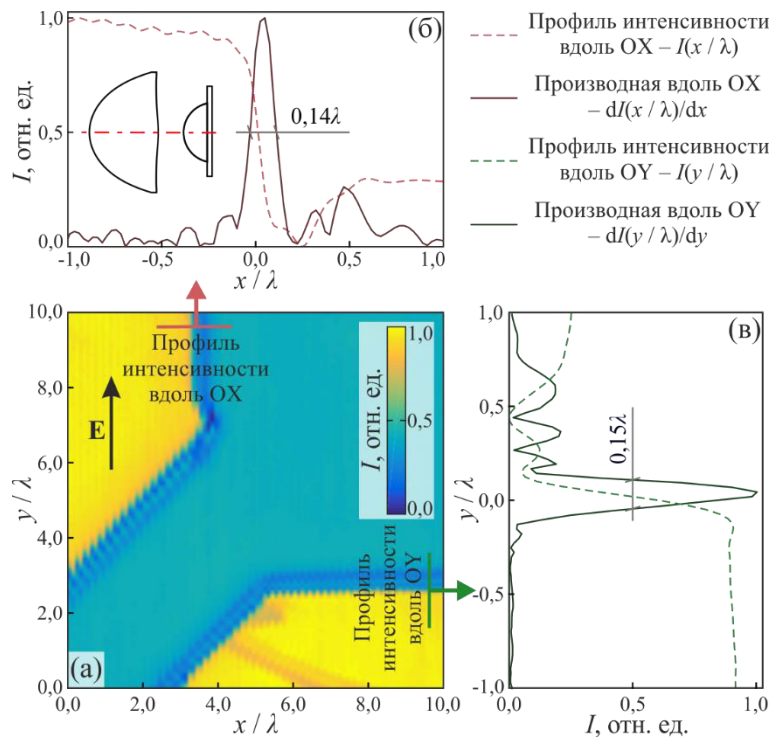 (б)
1,0
0,5
0,0
I, отн. ед.
0,14λ
-1,0
-0,5
0,0
0,5
1,0
x / λ
Профиль интенсивности
вдоль OX – I(x / λ)
Производная вдоль OX
– dI(x / λ)/dx
Профиль интенсивности
вдоль OY – I(y / λ)
Производная вдоль OY
– dI(y / λ)/dy
10,0
8,0
6,0
4,0
2,0
0,0
y / λ
Профиль
интенсивности
вдоль OX
E
I, отн. ед.
1,0
0,5
0,0
Профиль
интенсивности
вдоль OY
(а)
0,0
2,0
4,0
6,0
8,0
10,0
x / λ
(в)
1,0
0,5
0,0
-0,5
-1,0
y / λ
0,15λ
0,0
0,5
1,0
I, отн. ед.